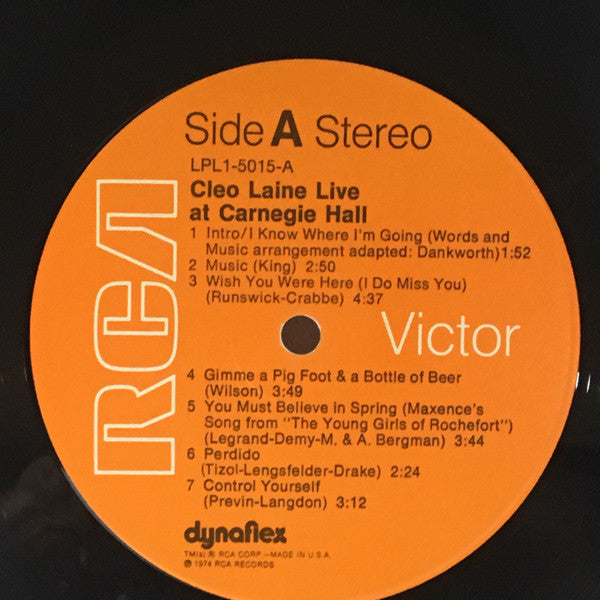 Side A Stereo
LPL1-5015-A
Cleo Laine Live
at Carnegie Hall
1 Intro/I Know Where I'm Going (Words and
Music arrangement adapted: Dankworth)1:52
2 Music (King) 2:50
3 Wish You Were Here (I Do Miss You)
(Runswick-Crabbe) 4:37
RCA
Victor
4 Gimme a Pig Foot & a Bottle of Beer
(Wilson) 3:49
5 You Must Believe in Spring (Maxence's
Song from "The Young Girls of Rochefort")
(Legrand-Demy-M. & A. Bergman) 3:44
6 Perdido
(Tizol-Lengsfelder-Drake) 2:24
7 Control Yourself
(Previn-Langdon) 3:12
dynaflex
TM(s) ® RCA CORP.—MADE IN U.S.A.
℗ 1974 RCA RECORDS